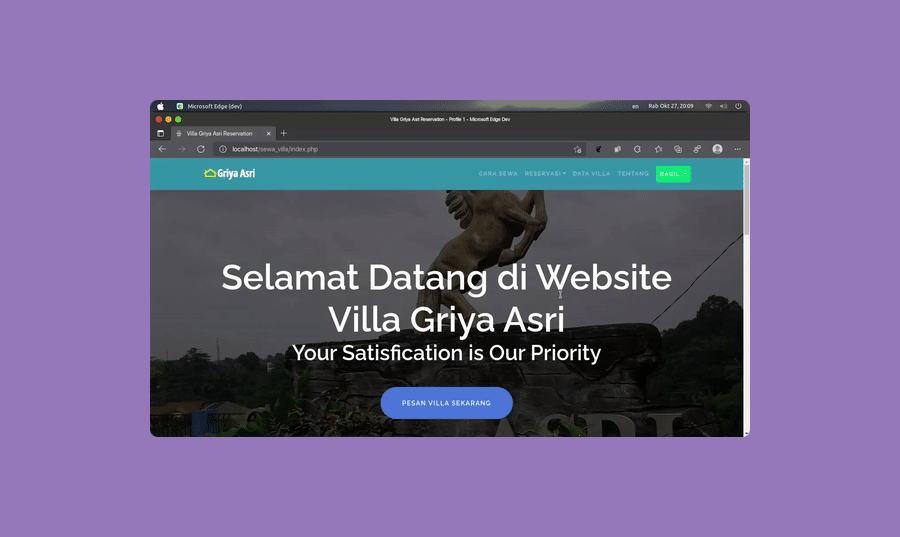 Microsoft Edge (dev)
en
Rab Okt 27, 20:09
Villa Griya Asri Reservation - Profile 1 - Microsoft Edge Dev
Villa Griya Asri Reservation
localhost/sewa_villa/index.php
Griya Asri
CARA SEWA
RESERVASI
DATA VILLA
TENTANG
RAGIL
Selamat Datang di Website
Villa Griya Asri
Your Satisfication is Our Priority
PESAN VILLA SEKARANG
ASRI